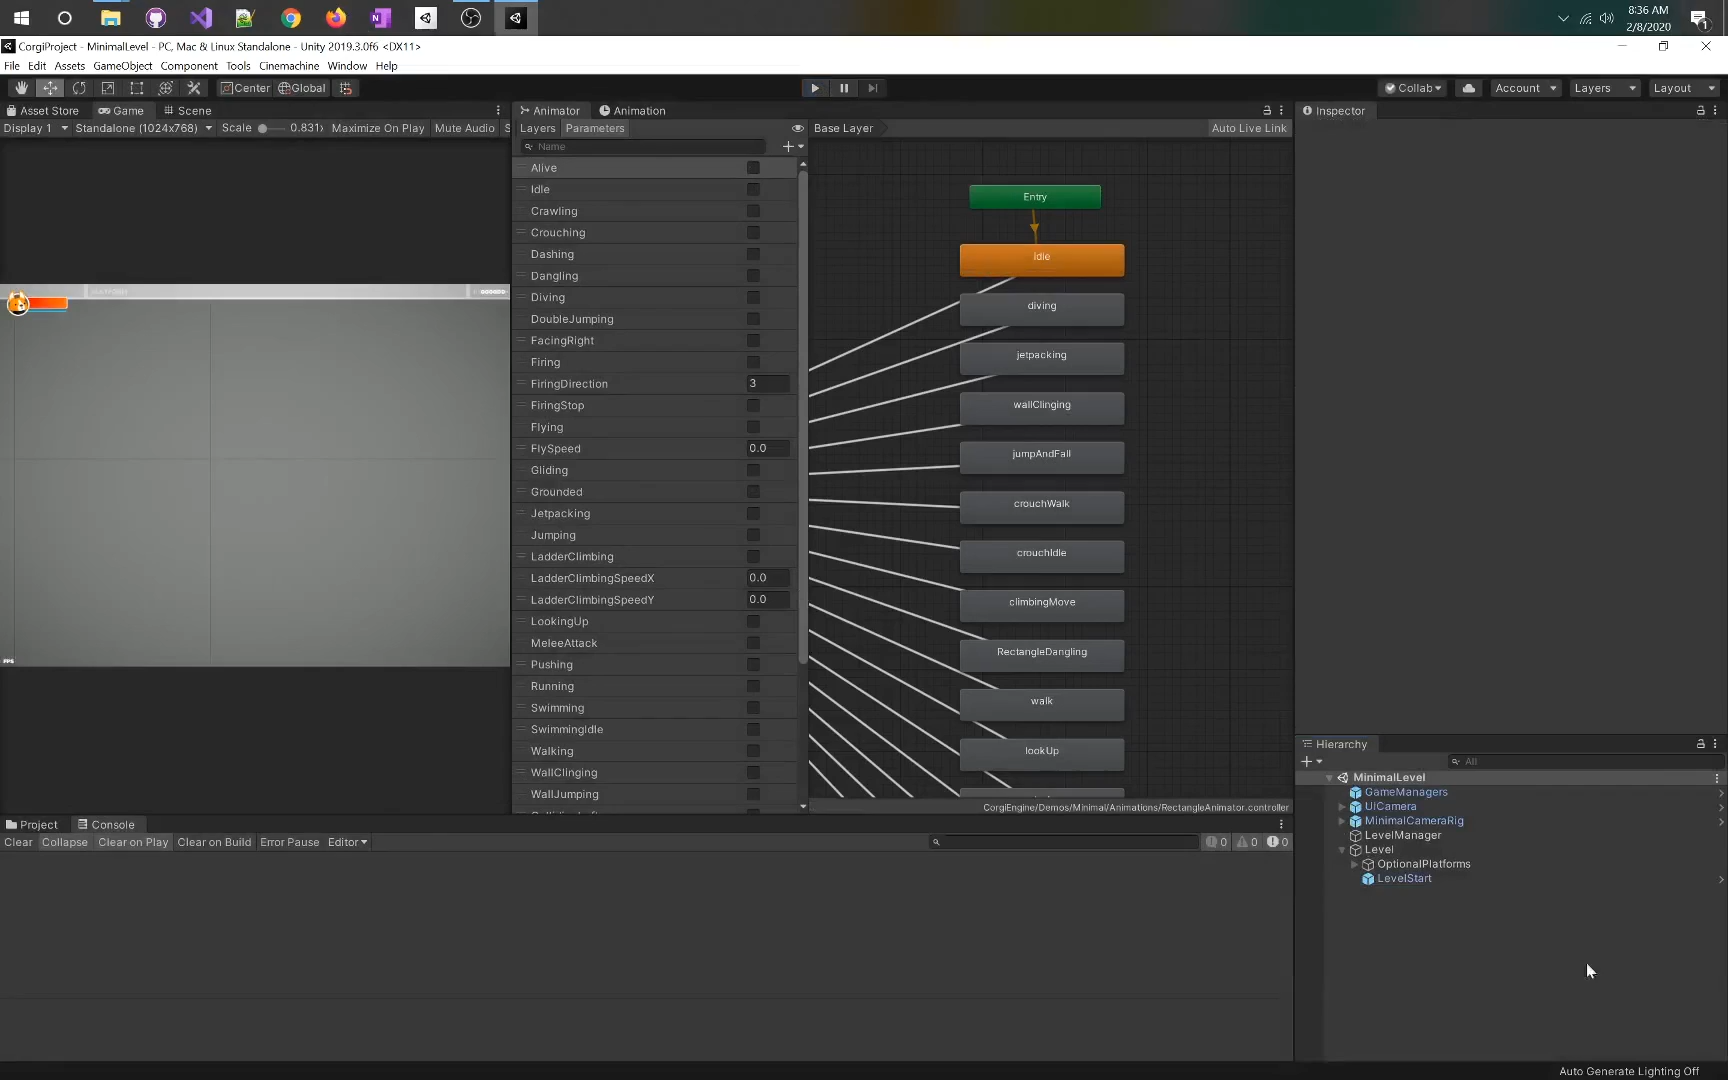 8:36 AM
2/8/2020
CorgiProject - MinimalLevel - PC, Mac & Linux Standalone - Unity 2019.3.0f6 <DX11>
File Edit Assets GameObject Component Tools Cinemachine Window Help
Center Global Collab Account Layers Layout
Asset Store Game Scene
Display 1 Standalone (1024x768) Scale 0.831 Maximize On Play Mute Audio S
FPS
Animator Animation
Layers Parameters Base Layer Auto Live Link
Name
Alive
Idle
Crawling
Crouching
Dashing
Dangling
Diving
DoubleJumping
FacingRight
Firing
FiringDirection 3
FiringStop
Flying
FlySpeed 0.0
Gliding
Grounded
Jetpacking
Jumping
LadderClimbing
LadderClimbingSpeedX 0.0
LadderClimbingSpeedY 0.0
LookingUp
MeleeAttack
Pushing
Running
Swimming
SwimmingIdle
Walking
WallClinging
WallJumping
Entry
Idle
diving
jetpacking
wallClinging
jumpAndFall
crouchWalk
crouchIdle
climbingMove
RectangleDangling
walk
lookUp
CorgiEngine/Demos/Minimal/Animations/RectangleAnimator.controller
Inspector
Hierarchy
All
MinimalLevel
GameManagers
UICamera
MinimalCameraRig
LevelManager
Level
OptionalPlatforms
LevelStart
Project Console
Clear Collapse Clear on Play Clear on Build Error Pause Editor 0 0 0
Auto Generate Lighting Off